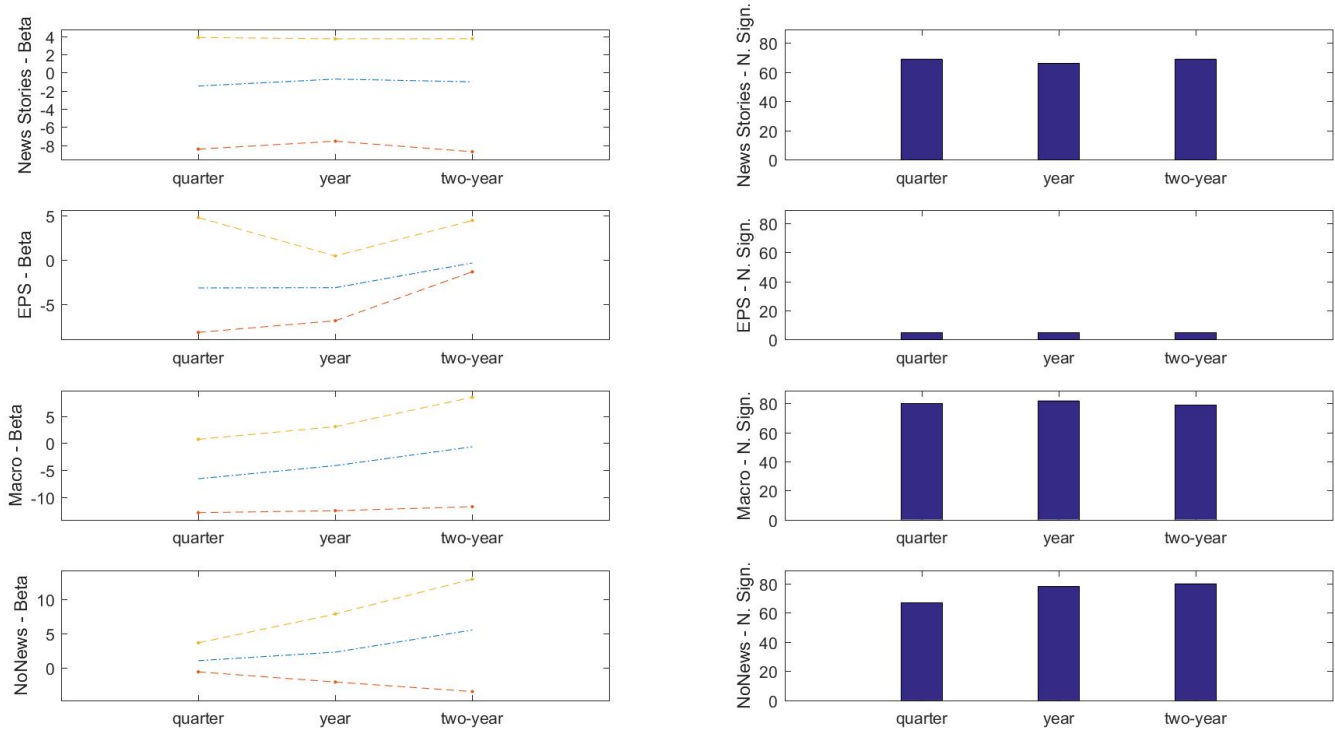 News Stories - Beta
4
2
0
-2
-4
-6
-8
quarter year two-year
News Stories - N. Sign.
80
60
40
20
0
quarter year two-year
EPS - Beta
5
0
-5
quarter year two-year
EPS - N. Sign.
80
60
40
20
0
quarter year two-year
Macro - Beta
5
0
-5
-10
quarter year two-year
Macro - N. Sign.
80
60
40
20
0
quarter year two-year
NoNews - Beta
10
5
0
quarter year two-year
NoNews - N. Sign.
80
60
40
20
0
quarter year two-year